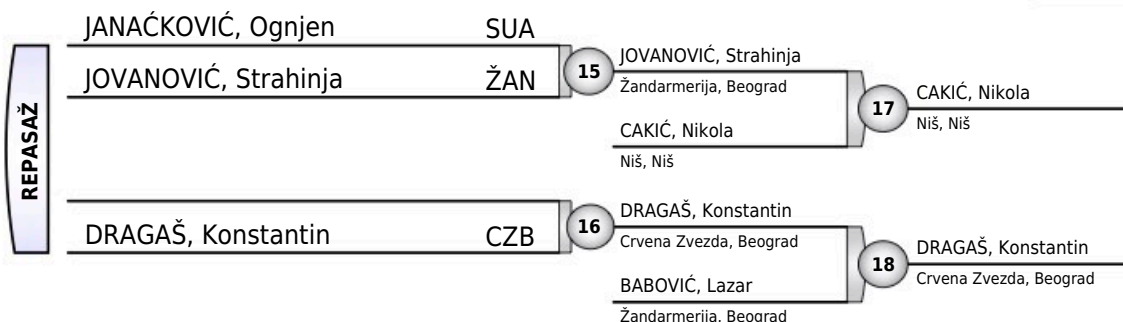 REPASAŽ
JANAĆKOVIĆ, Ognjen SUA
JOVANOVIĆ, Strahinja ŽAN
15
JOVANOVIĆ, Strahinja
Žandarmerija, Beograd
CAKIĆ, Nikola
Niš, Niš
17
CAKIĆ, Nikola
Niš, Niš
DRAGAŠ, Konstantin CZB
16
DRAGAŠ, Konstantin
Crvena Zvezda, Beograd
BABOVIĆ, Lazar
Žandarmerija, Beograd
18
DRAGAŠ, Konstantin
Crvena Zvezda, Beograd